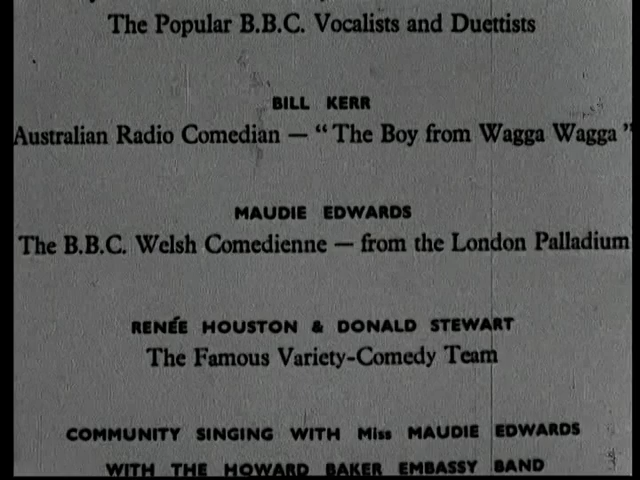 The Popular B.B.C. Vocalists and Duettists
BILL KERR
Australian Radio Comedian — "The Boy from Wagga Wagga"
MAUDIE EDWARDS
The B.B.C. Welsh Comedienne — from the London Palladium
RENÉE HOUSTON & DONALD STEWART
The Famous Variety-Comedy Team
COMMUNITY SINGING WITH Miss MAUDIE EDWARDS
WITH THE HOWARD BAKER EMBASSY BAND